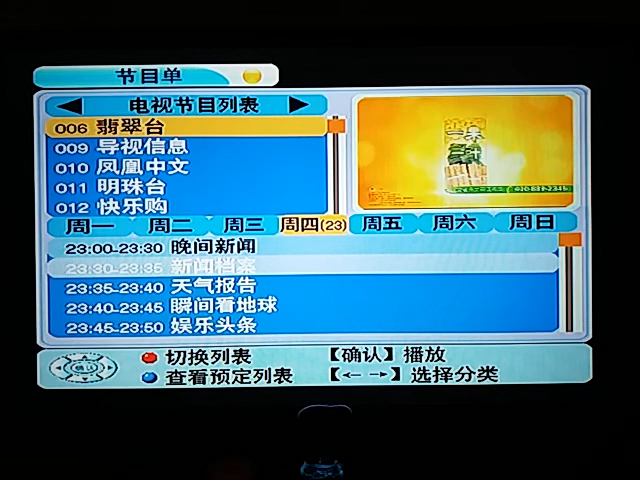 节目单
电视节目列表
006 翡翠台
009 导视信息
010 凤凰中文
011 明珠台
012 快乐购
周一 周二 周三 周四(23) 周五 周六 周日
23:00-23:30 晚间新闻
23:30-23:35 新闻档案
23:35-23:40 天气报告
23:40-23:45 瞬间看地球
23:45-23:50 娱乐头条
切换列表 【确认】播放
查看预定列表 【←→】选择分类